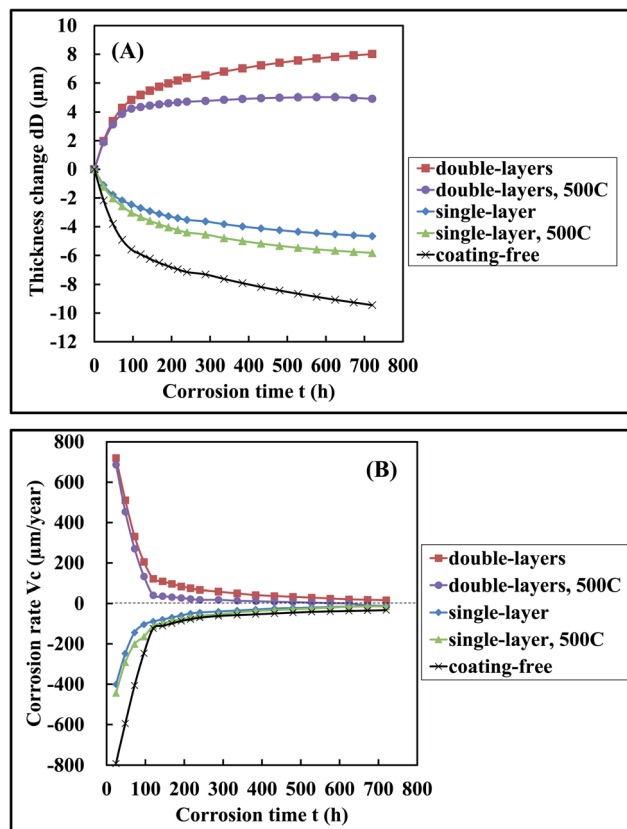 (A)
Thickness change dD (μm)
8
6
4
2
0
-2
-4
-6
-8
-10
-12
0 100 200 300 400 500 600 700 800
Corrosion time t (h)
double-layers
double-layers, 500C
single-layer
single-layer, 500C
coating-free
(B)
Corrosion rate Vc (μm/year)
800
600
400
200
0
-200
-400
-600
-800
0 100 200 300 400 500 600 700 800
Corrosion time t (h)
double-layers
double-layers, 500C
single-layer
single-layer, 500C
coating-free